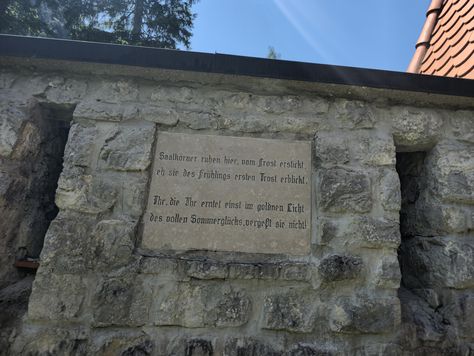 Saatkörner ruhen hier, vom Frost erstickt,
eh sie des Frühlings ersten Trost erblickt.
Ihr, die Ihr erntet einst im goldnen Licht
des vollen Sommerglücks, vergeßt sie nicht!